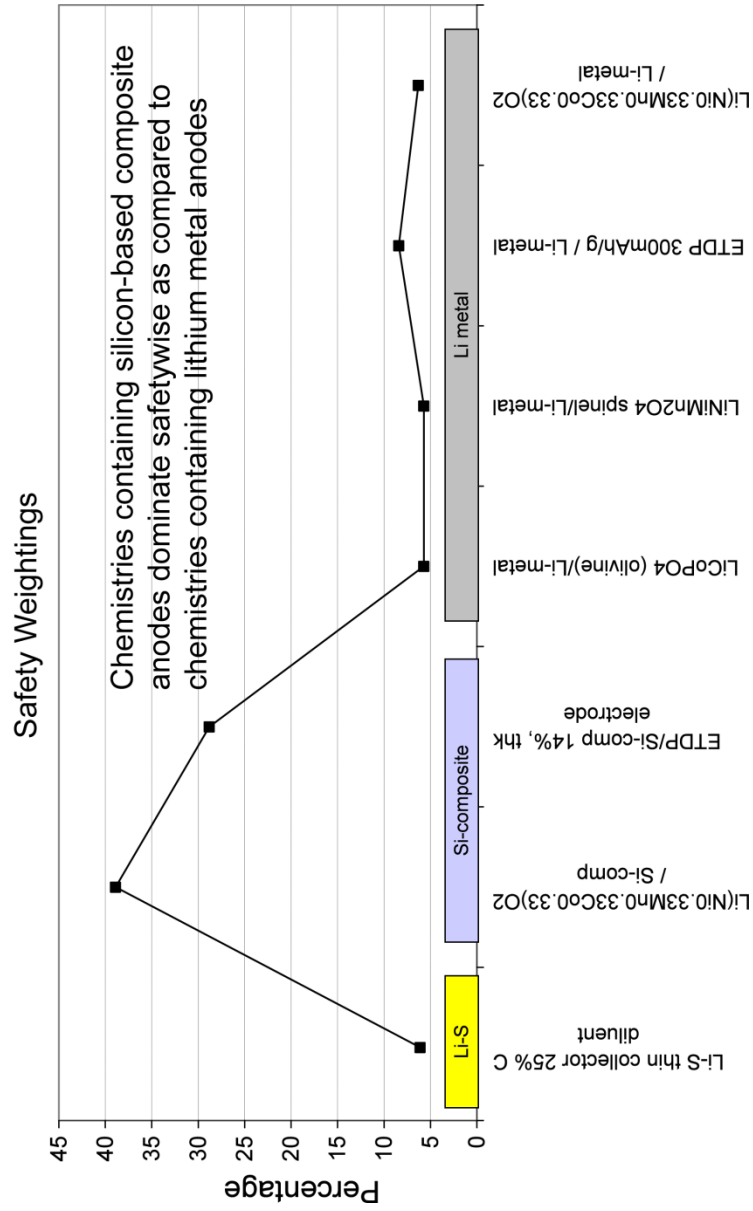 Safety Weightings
Chemistries containing silicon-based composite
anodes dominate safetywise as compared to
chemistries containing lithium metal anodes
Percentage
45
40
35
30
25
20
15
10
5
0
Li-S
Si-composite
Li metal
Li-S thin collector 25% C
diluent
Li(Ni0.33Mn0.33Co0.33)O2
/ Si-comp
ETDP/Si-comp 14%, thk
electrode
LiCoPO4 (olivine)/Li-metal
LiNiMn2O4 spinel/Li-
metal
ETDP 300mAh/g / Li-metal
Li(Ni0.33Mn0.33Co0.33)O2
/ Li-metal